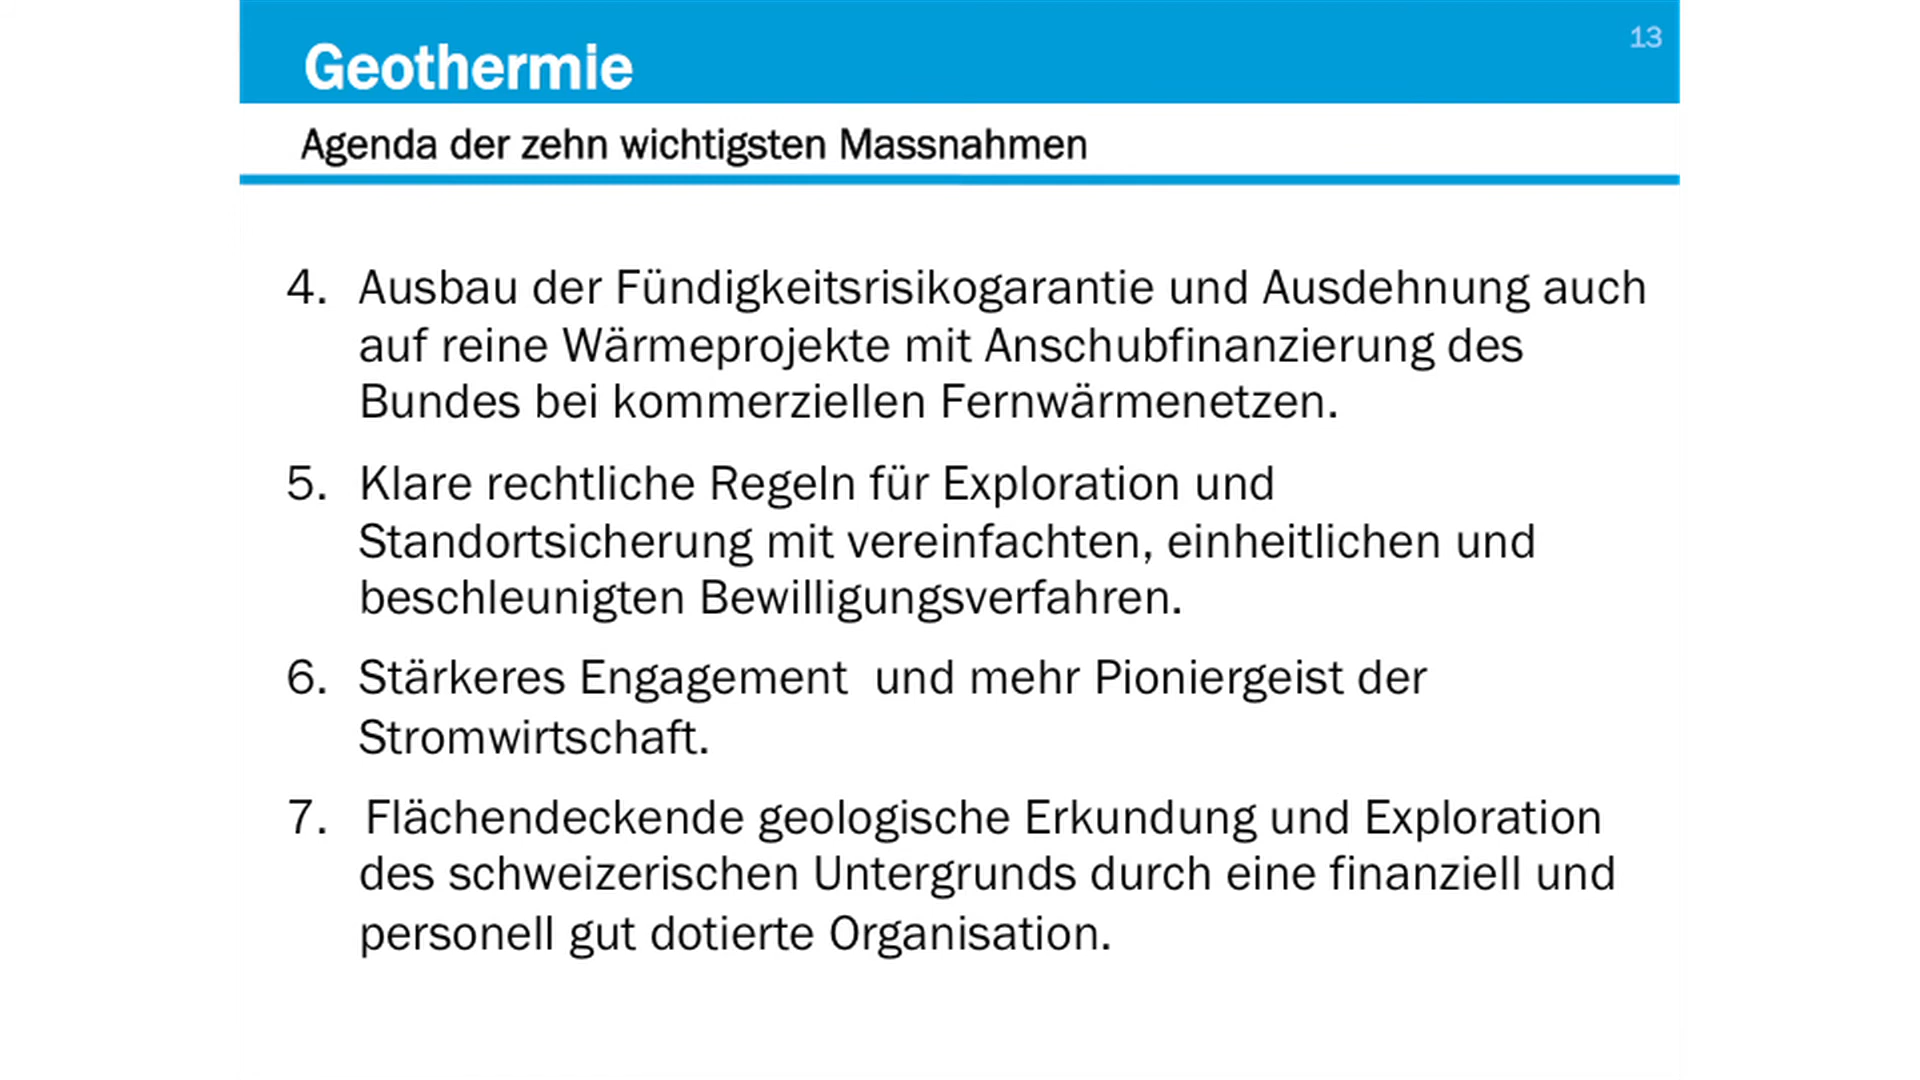 Geothermie
13
Agenda der zehn wichtigsten Massnahmen
4. Ausbau der Fündigkeitsrisikogarantie und Ausdehnung auch
auf reine Wärmeprojekte mit Anschubfinanzierung des
Bundes bei kommerziellen Fernwärmenetzen.
5. Klare rechtliche Regeln für Exploration und
Standortsicherung mit vereinfachten, einheitlichen und
beschleunigten Bewilligungsverfahren.
6. Stärkeres Engagement  und mehr Pioniergeist der
Stromwirtschaft.
7. Flächendeckende geologische Erkundung und Exploration
des schweizerischen Untergrunds durch eine finanziell und
personell gut dotierte Organisation.